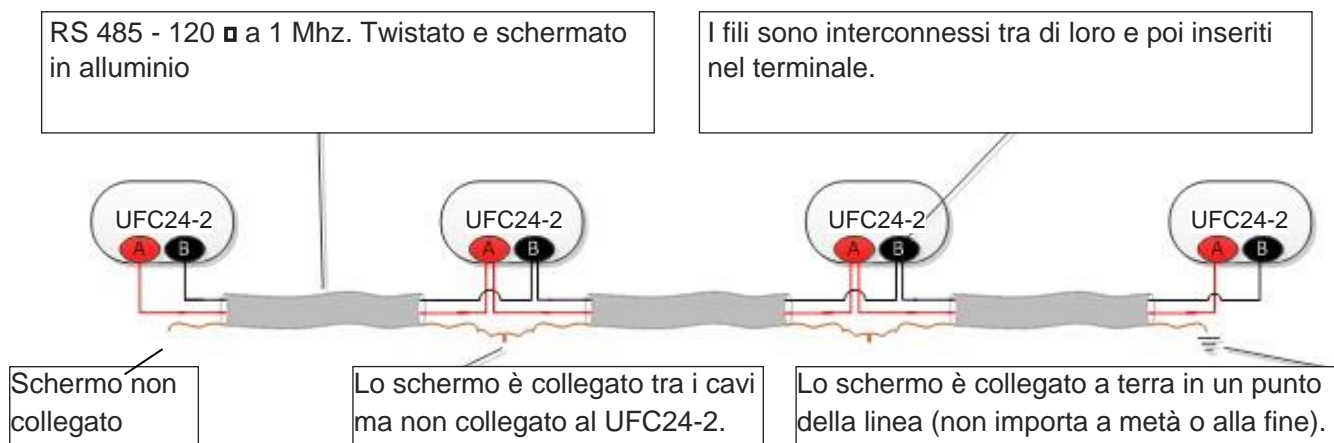 RS 485 - 120 ◘ a 1 Mhz. Twistato e schermato
in alluminio
I fili sono interconnessi tra di loro e poi inseriti
nel terminale.
UFC24-2
A B
UFC24-2
A B
UFC24-2
A B
UFC24-2
A B
Schermo non
collegato
Lo schermo è collegato tra i cavi
ma non collegato al UFC24-2.
Lo schermo è collegato a terra in un punto
della linea (non importa a metà o alla fine).